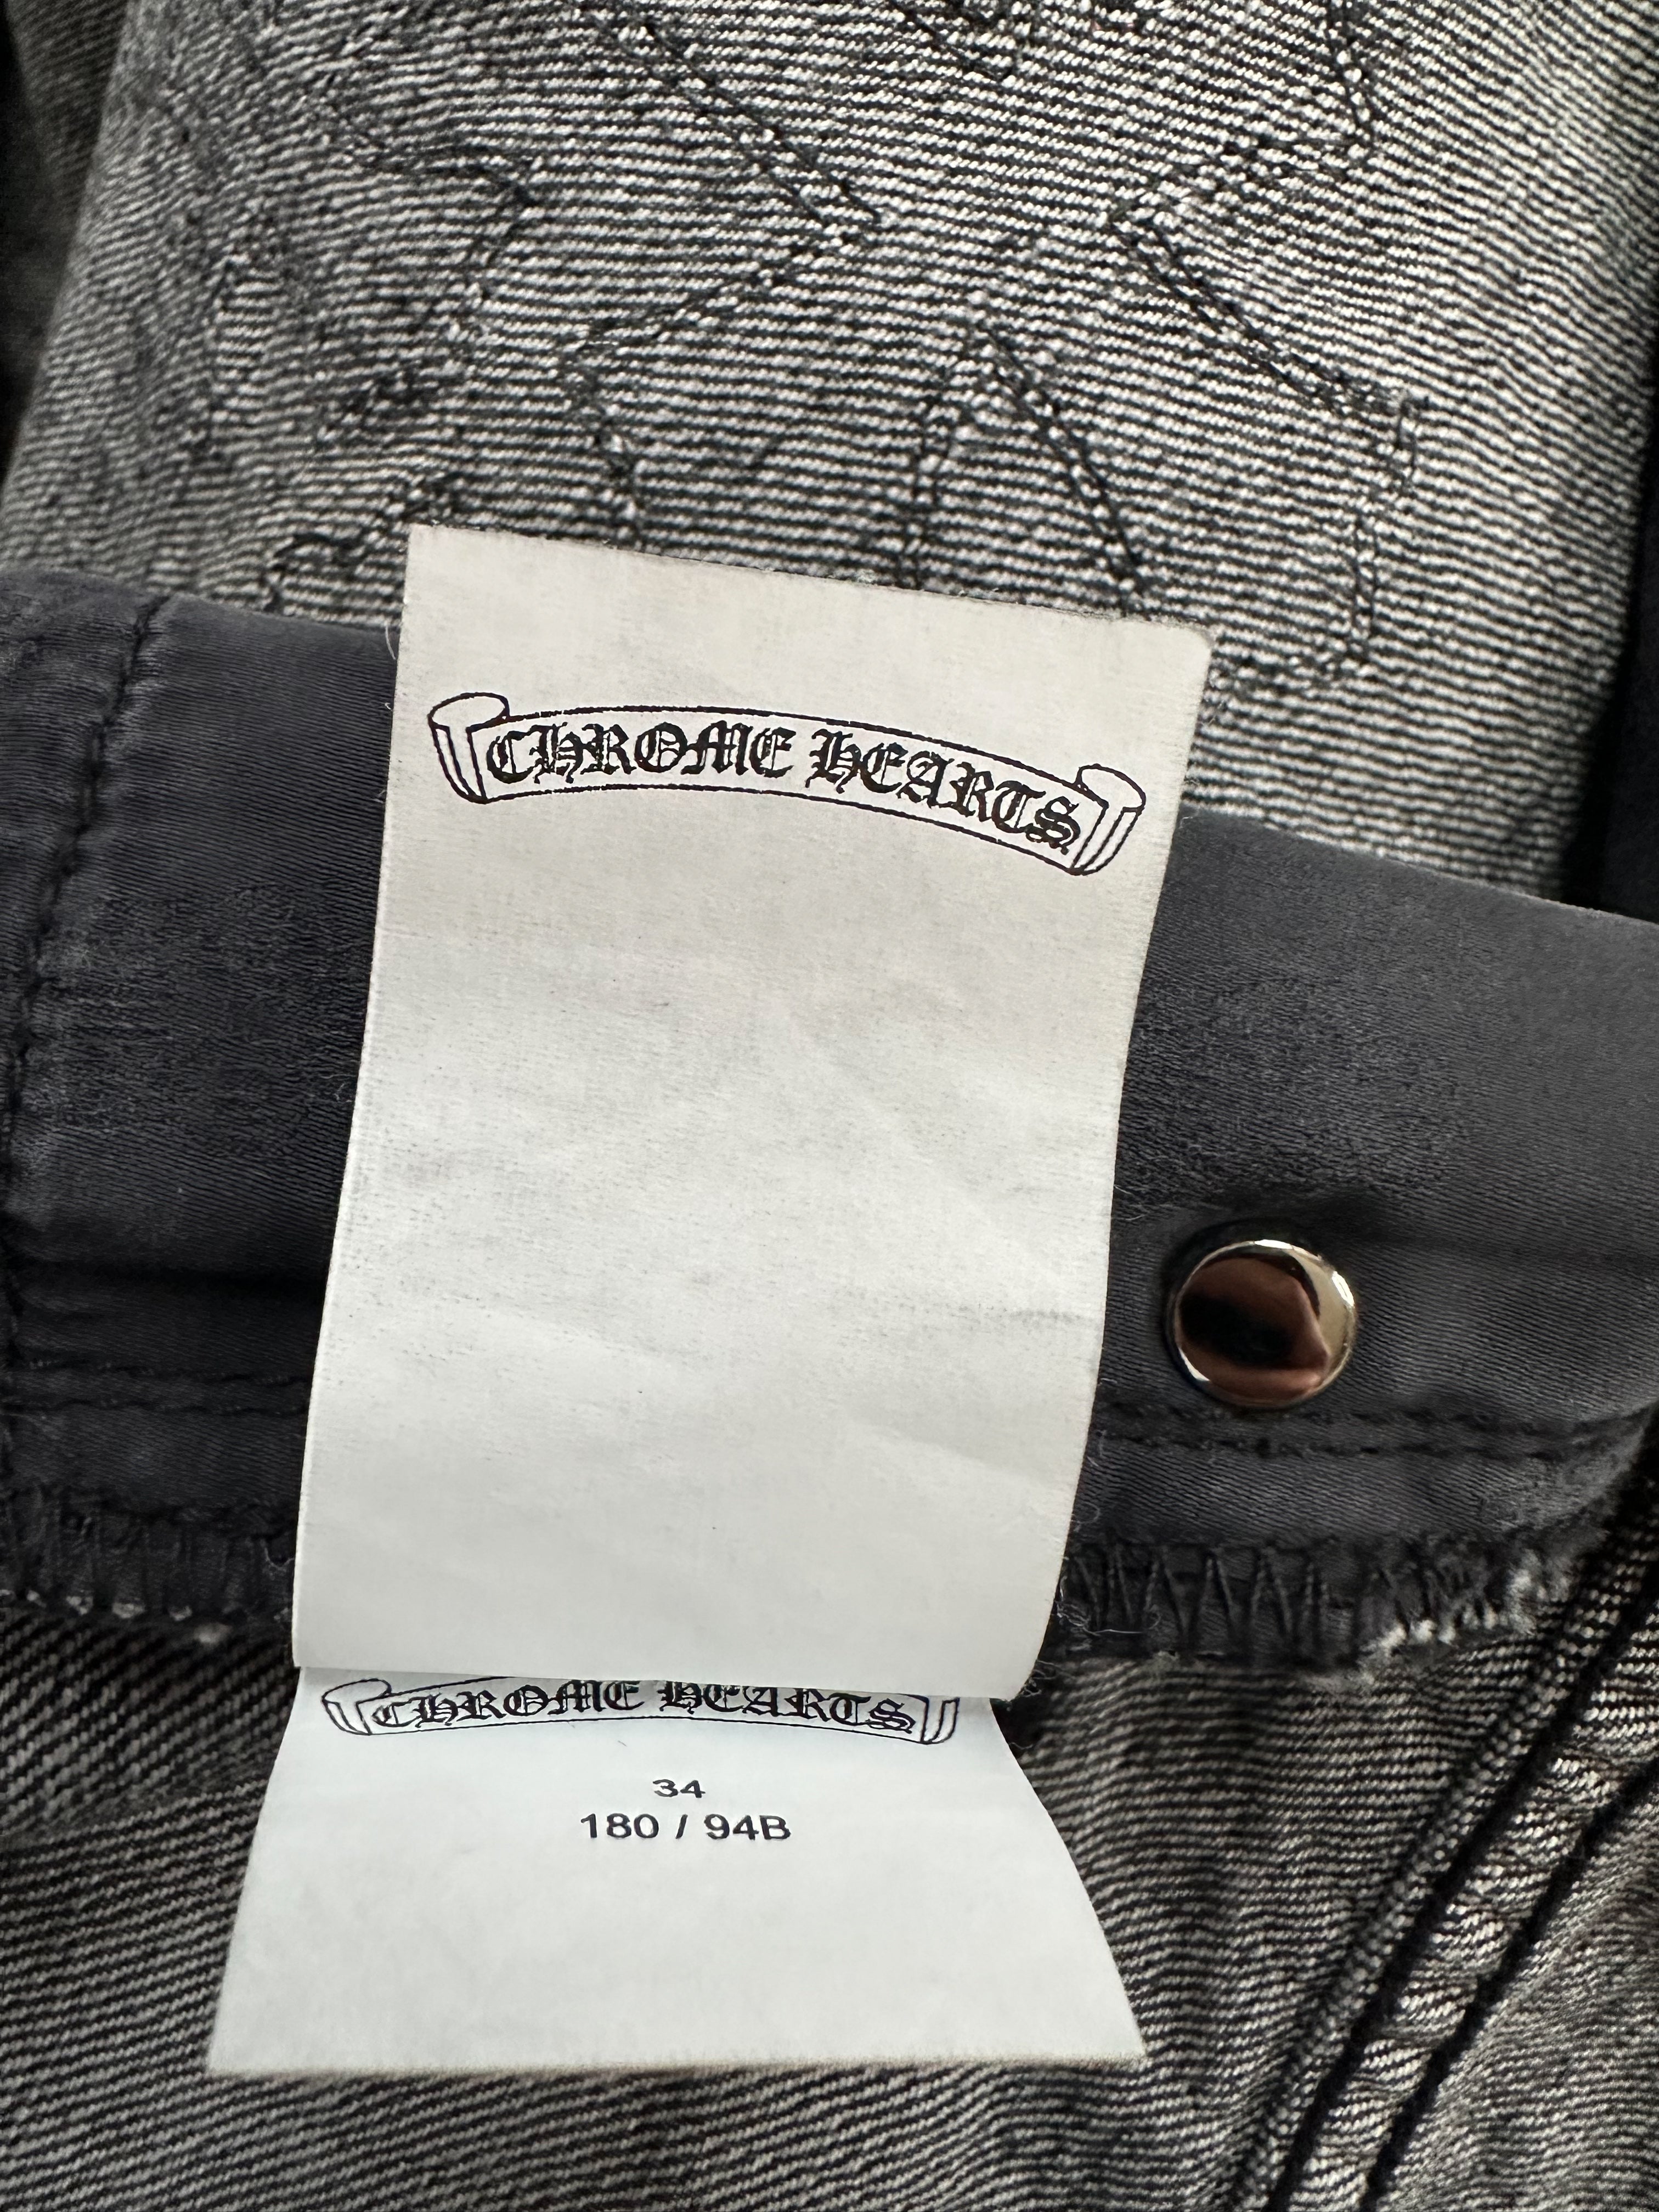 CHROME HEARTS
CHROME HEARTS
34
180 / 94B